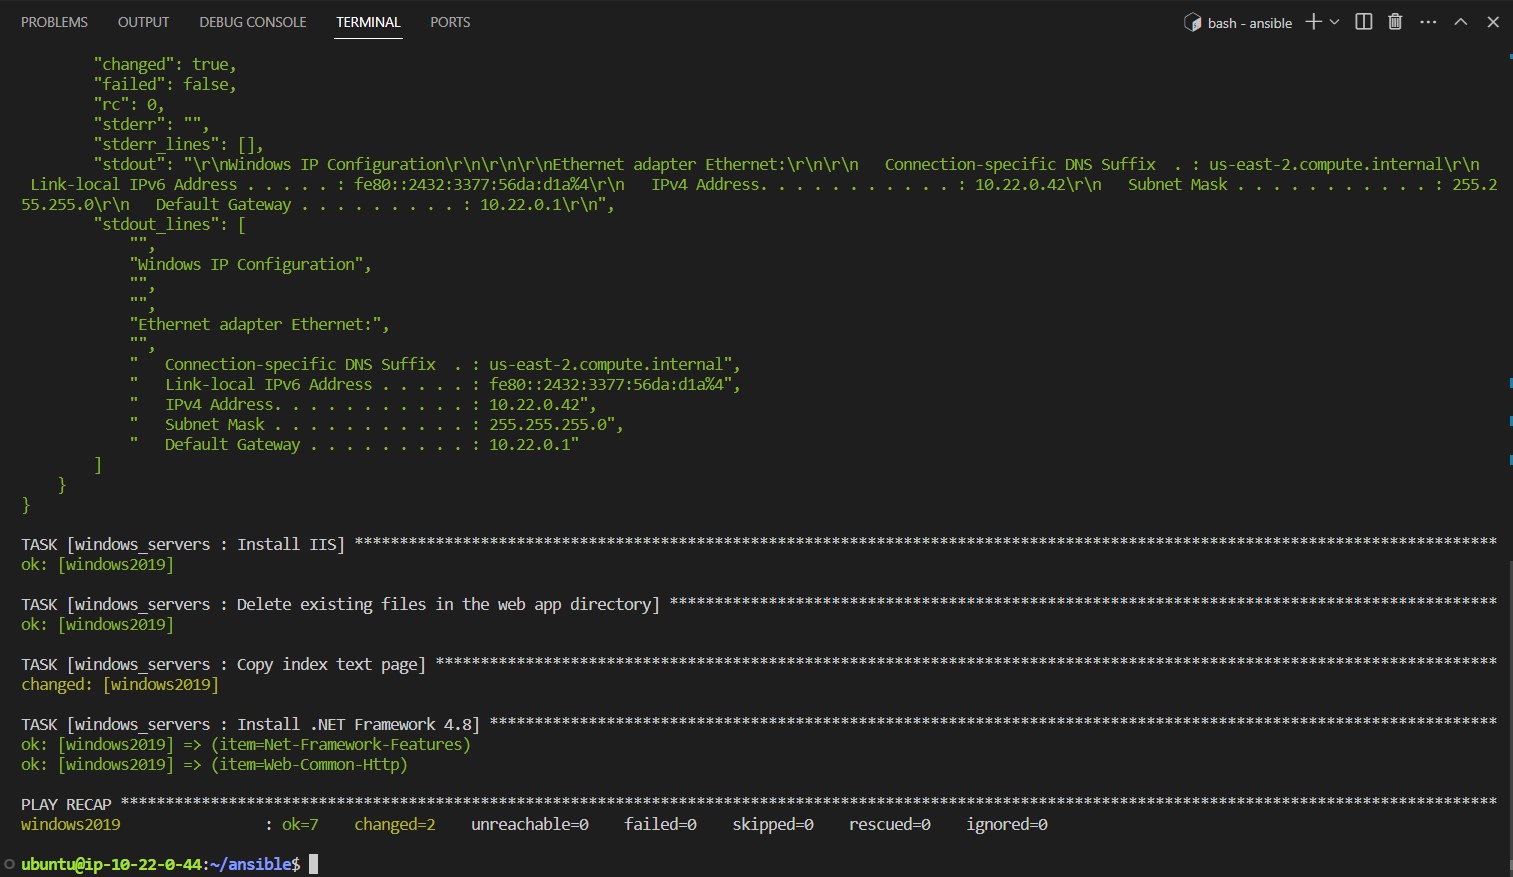 PROBLEMS OUTPUT DEBUG CONSOLE TERMINAL PORTS bash - ansible
"changed": true,
"failed": false,
"rc": 0,
"stderr": "",
"stderr_lines": [],
"stdout": "\r\nWindows IP Configuration\r\n\r\n\r\nEthernet adapter Ethernet:\r\n\r\n   Connection-specific DNS Suffix  . : us-east-2.compute.internal\r\n
Link-local IPv6 Address . . . . . : fe80::2432:3377:56da:d1a%4\r\n   IPv4 Address. . . . . . . . . . . : 10.22.0.42\r\n   Subnet Mask . . . . . . . . . . . : 255.2
55.255.0\r\n   Default Gateway . . . . . . . . . : 10.22.0.1\r\n",
"stdout_lines": [
"",
"Windows IP Configuration",
"",
"",
"Ethernet adapter Ethernet:",
"",
"   Connection-specific DNS Suffix  . : us-east-2.compute.internal",
"   Link-local IPv6 Address . . . . . : fe80::2432:3377:56da:d1a%4",
"   IPv4 Address. . . . . . . . . . . : 10.22.0.42",
"   Subnet Mask . . . . . . . . . . . : 255.255.255.0",
"   Default Gateway . . . . . . . . . : 10.22.0.1"
]
}
}
TASK [windows_servers : Install IIS] *******************************************************************************************************************************
ok: [windows2019]
TASK [windows_servers : Delete existing files in the web app directory] ********************************************************************************************
ok: [windows2019]
TASK [windows_servers : Copy index text page] **********************************************************************************************************************
changed: [windows2019]
TASK [windows_servers : Install .NET Framework 4.8] ****************************************************************************************************************
ok: [windows2019] => (item=Net-Framework-Features)
ok: [windows2019] => (item=Web-Common-Http)
PLAY RECAP *********************************************************************************************************************************************************
windows2019                : ok=7    changed=2    unreachable=0    failed=0    skipped=0    rescued=0    ignored=0
ubuntu@ip-10-22-0-44:~/ansible$